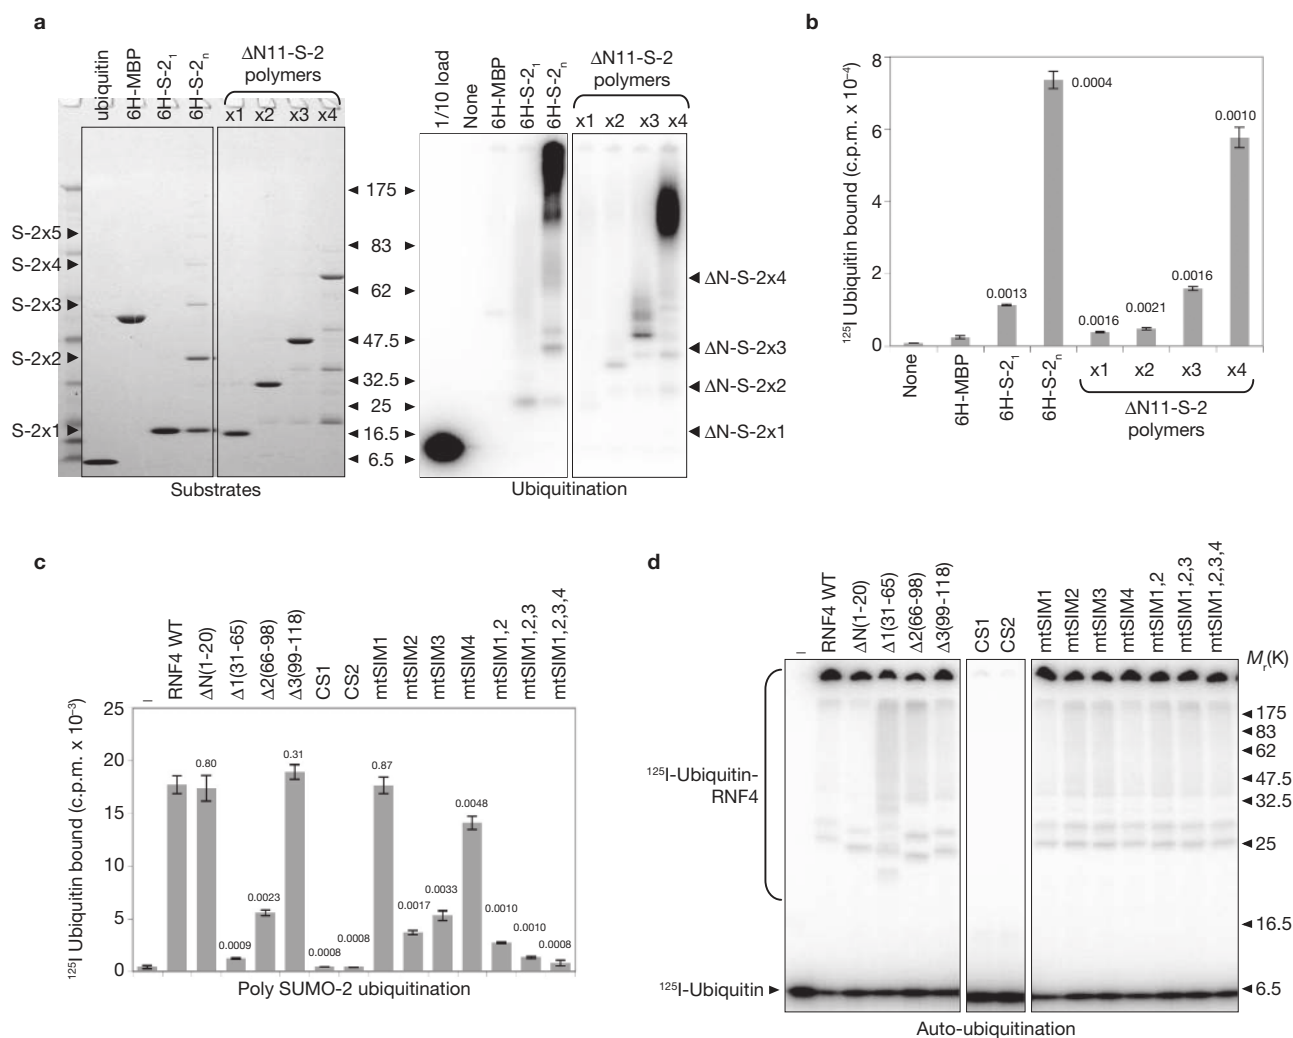 a
ubiquitin
6H-MBP
6H-S-2₁
6H-S-2ₙ
ΔN11-S-2
polymers
x1 x2 x3 x4
S-2x5
S-2x4
S-2x3
S-2x2
S-2x1
175
83
62
47.5
32.5
25
16.5
6.5
Substrates
1/10 load
None
6H-MBP
6H-S-2₁
6H-S-2ₙ
ΔN11-S-2
polymers
x1 x2 x3 x4
ΔN-S-2x4
ΔN-S-2x3
ΔN-S-2x2
ΔN-S-2x1
Ubiquitination
b
¹²⁵I Ubiquitin bound (c.p.m. x 10⁻⁴)
8
6
4
2
0
0.0013
0.0004
0.0016
0.0021
0.0016
0.0010
None
6H-MBP
6H-S-2₁
6H-S-2ₙ
x1 x2 x3 x4
ΔN11-S-2
polymers
c
–
RNF4 WT
ΔN(1-20)
Δ1(31-65)
Δ2(66-98)
Δ3(99-118)
CS1
CS2
mtSIM1
mtSIM2
mtSIM3
mtSIM4
mtSIM1,2
mtSIM1,2,3
mtSIM1,2,3,4
¹²⁵I Ubiquitin bound (c.p.m. x 10⁻³)
25
20
15
10
5
0
0.80
0.0009
0.0023
0.31
0.0008
0.0008
0.87
0.0017
0.0033
0.0048
0.0010
0.0010
0.0008
Poly SUMO-2 ubiquitination
d
–
RNF4 WT
ΔN(1-20)
Δ1(31-65)
Δ2(66-98)
Δ3(99-118)
CS1
CS2
mtSIM1
mtSIM2
mtSIM3
mtSIM4
mtSIM1,2
mtSIM1,2,3
mtSIM1,2,3,4
Mᵣ(K)
175
83
62
47.5
32.5
25
16.5
6.5
¹²⁵I-Ubiquitin-
RNF4
¹²⁵I-Ubiquitin
Auto-ubiquitination